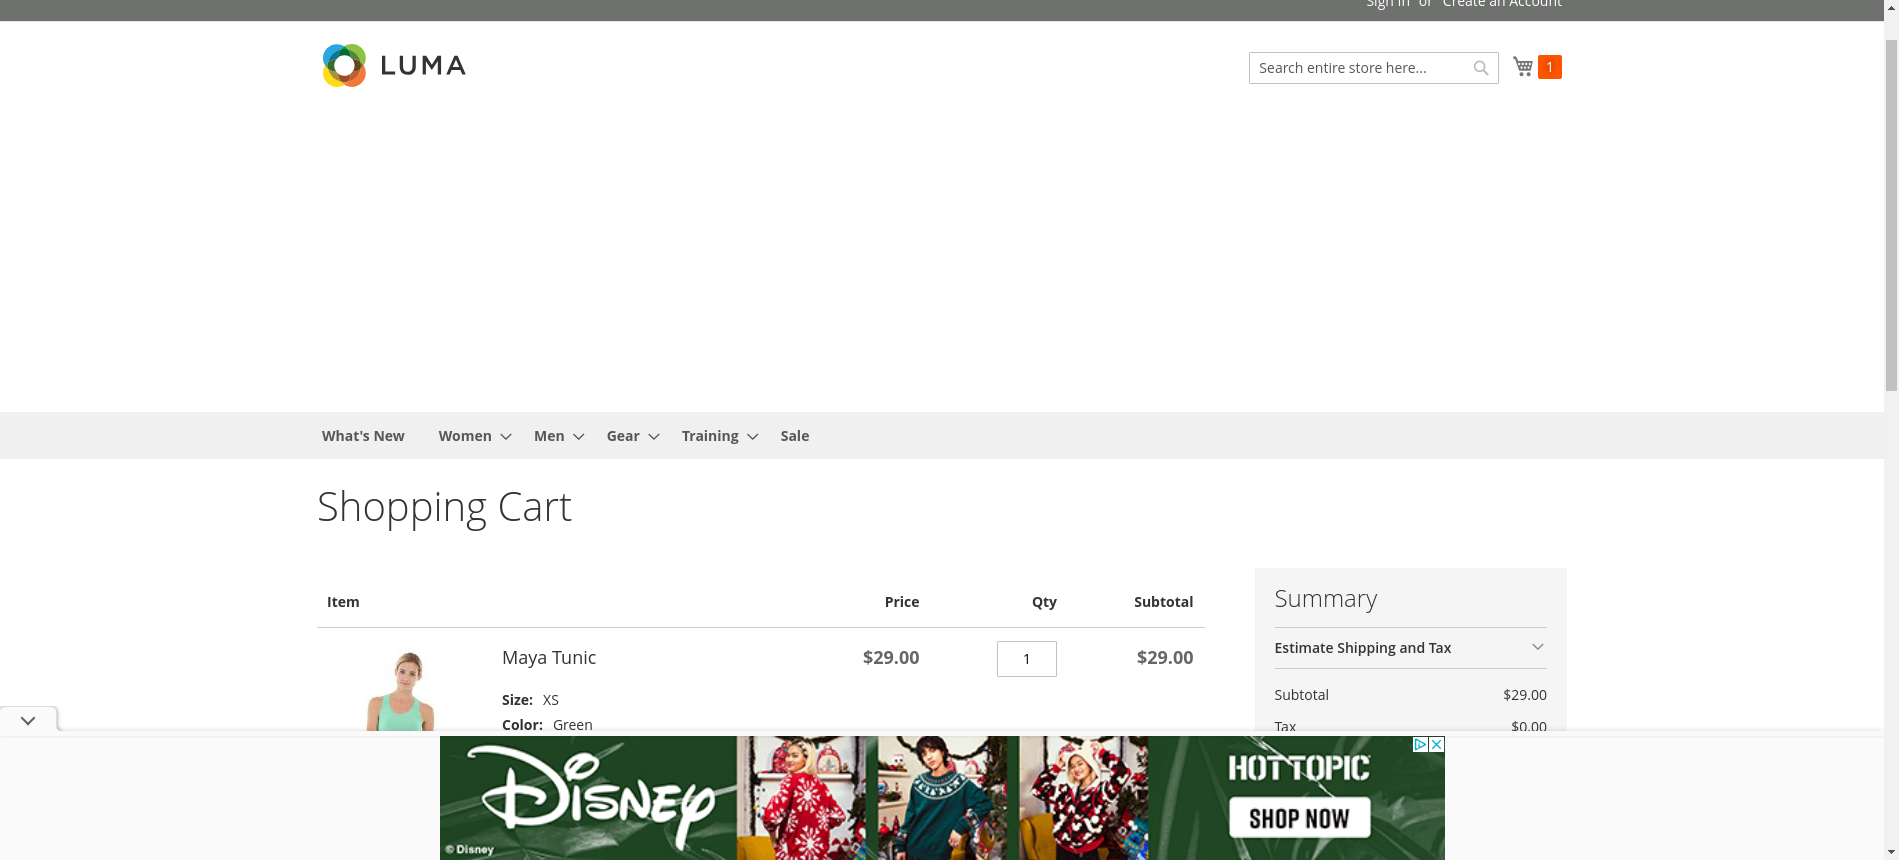 Sign In or Create an Account
LUMA
Search entire store here...
1
What's New Women Men Gear Training Sale
Shopping Cart
Item Price Qty Subtotal
Maya Tunic $29.00 1 $29.00
Size: XS
Color: Green
Summary
Estimate Shipping and Tax
Subtotal $29.00
Tax $0.00
Disney
© Disney
HOT TOPIC
SHOP NOW